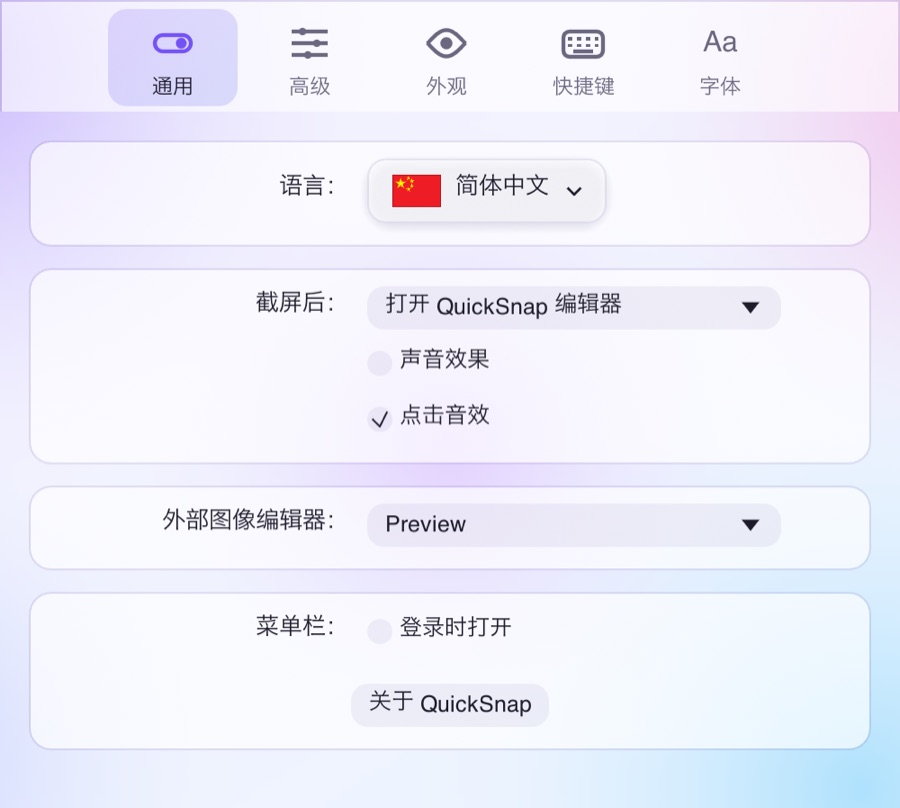 通用
高级
外观
快捷键
Aa
字体
语言：
简体中文
截屏后：
打开 QuickSnap 编辑器
声音效果
点击音效
外部图像编辑器：
Preview
菜单栏：
登录时打开
关于 QuickSnap